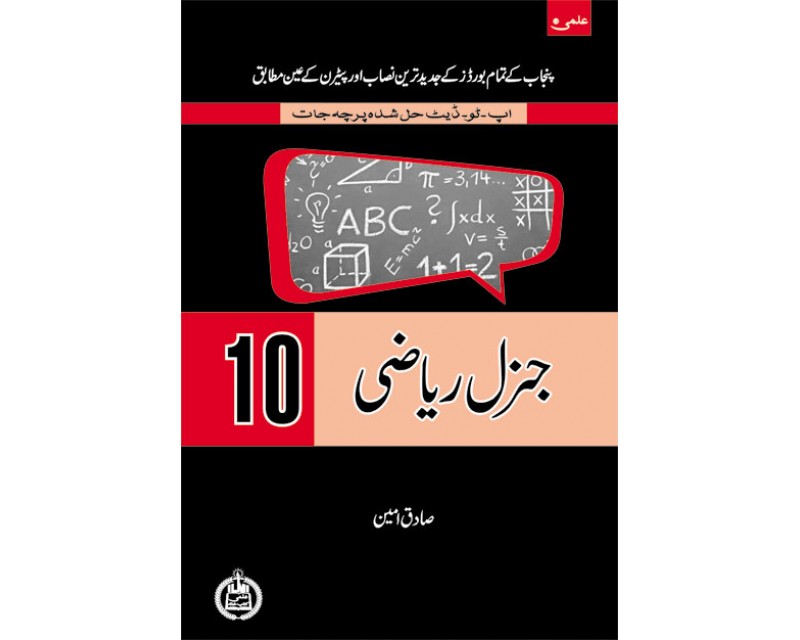 علمی
پنجاب کے تمام بورڈز کے جدید ترین نصاب اور پیٹرن کے عین مطابق
اپ-ٹو-ڈیٹ حل شدہ پرچہ جات
π = 3,14...
ABC ? ∫xdx
V = s/t
E=mc²
1+1=2
جنرل ریاضی 10
صادق امین